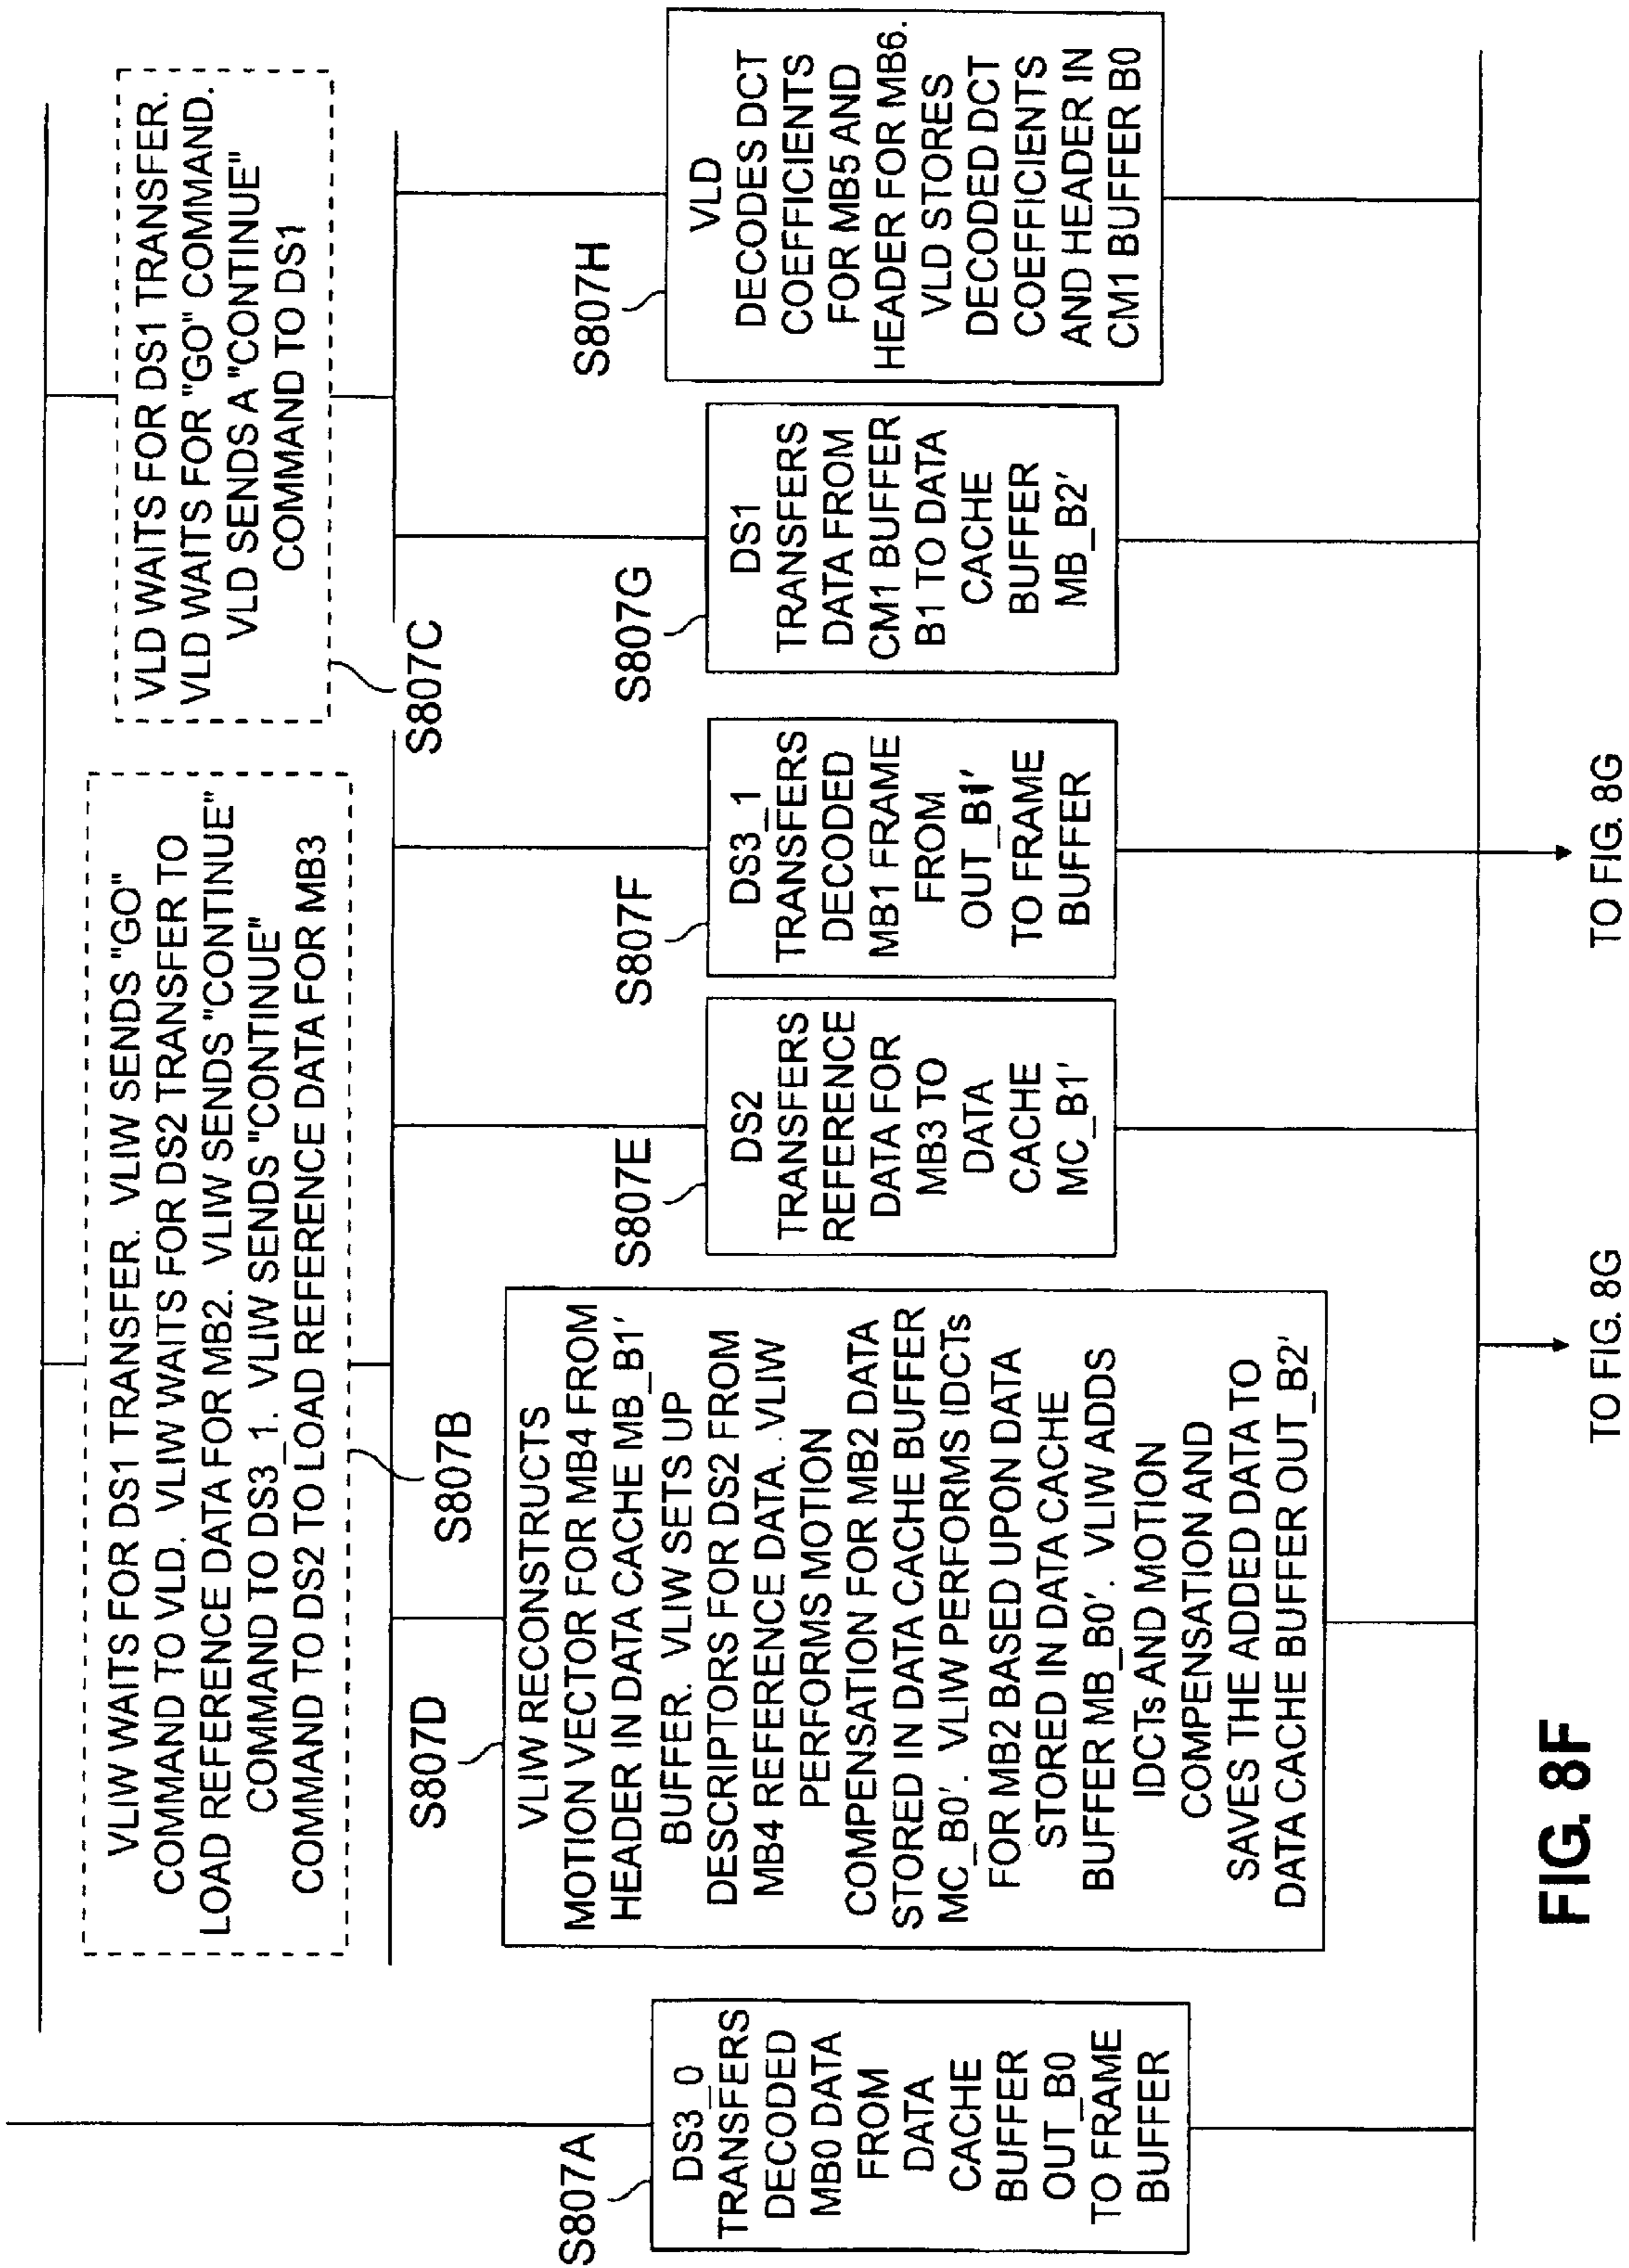 VLIW WAITS FOR DS1 TRANSFER. VLIW SENDS "GO"
COMMAND TO VLD. VLIW WAITS FOR DS2 TRANSFER TO
LOAD REFERENCE DATA FOR MB2. VLIW SENDS "CONTINUE"
COMMAND TO DS3_1. VLIW SENDS "CONTINUE"
COMMAND TO DS2 TO LOAD REFERENCE DATA FOR MB3
S807B
VLD WAITS FOR DS1 TRANSFER.
VLD WAITS FOR "GO" COMMAND.
VLD SENDS A "CONTINUE"
COMMAND TO DS1
S807C
S807A
DS3_0
TRANSFERS
DECODED
MB0 DATA
FROM
DATA
CACHE
BUFFER
OUT_B0
TO FRAME
BUFFER
S807D
VLIW RECONSTRUCTS
MOTION VECTOR FOR MB4 FROM
HEADER IN DATA CACHE MB_B1'
BUFFER. VLIW SETS UP
DESCRIPTORS FOR DS2 FROM
MB4 REFERENCE DATA. VLIW
PERFORMS MOTION
COMPENSATION FOR MB2 DATA
STORED IN DATA CACHE BUFFER
MC_B0'. VLIW PERFORMS IDCTs
FOR MB2 BASED UPON DATA
STORED IN DATA CACHE
BUFFER MB_B0'. VLIW ADDS
IDCTs AND MOTION
COMPENSATION AND
SAVES THE ADDED DATA TO
DATA CACHE BUFFER OUT_B2'
S807E
DS2
TRANSFERS
REFERENCE
DATA FOR
MB3 TO
DATA
CACHE
MC_B1'
S807F
DS3_1
TRANSFERS
DECODED
MB1 FRAME
FROM
OUT_B1'
TO FRAME
BUFFER
S807G
DS1
TRANSFERS
DATA FROM
CM1 BUFFER
B1 TO DATA
CACHE
BUFFER
MB_B2'
S807H
VLD
DECODES DCT
COEFFICIENTS
FOR MB5 AND
HEADER FOR MB6.
VLD STORES
DECODED DCT
COEFFICIENTS
AND HEADER IN
CM1 BUFFER B0
TO FIG. 8G
TO FIG. 8G
FIG. 8F